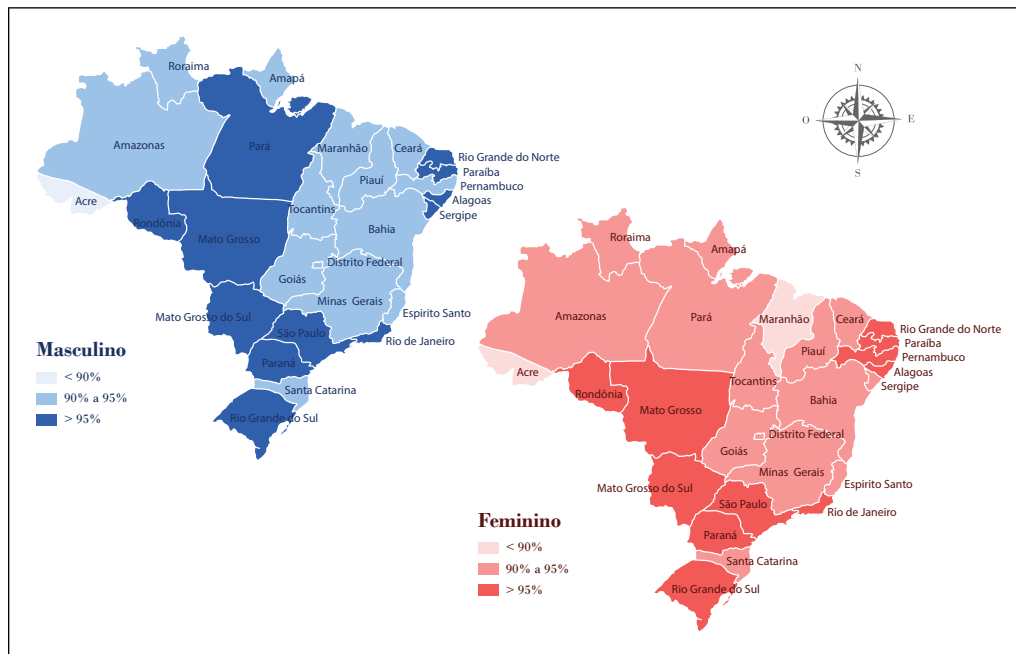 Roraima
Amapá
Amazonas
Pará
Maranhão
Ceará
Rio Grande do Norte
Paraíba
Piauí
Pernambuco
Acre
Alagoas
Tocantins
Sergipe
Rondônia
Bahia
Mato Grosso
Distrito Federal
Goiás
Minas Gerais
Mato Grosso do Sul
Espirito Santo
São Paulo
Rio de Janeiro
Paraná
Santa Catarina
Rio Grande do Sul
Masculino
< 90%
90% a 95%
> 95%
N
O
E
S
Roraima
Amapá
Amazonas
Pará
Maranhão
Ceará
Rio Grande do Norte
Paraíba
Piauí
Pernambuco
Acre
Alagoas
Tocantins
Sergipe
Rondônia
Bahia
Mato Grosso
Distrito Federal
Goiás
Minas Gerais
Mato Grosso do Sul
Espirito Santo
São Paulo
Rio de Janeiro
Paraná
Santa Catarina
Rio Grande do Sul
Feminino
< 90%
90% a 95%
> 95%